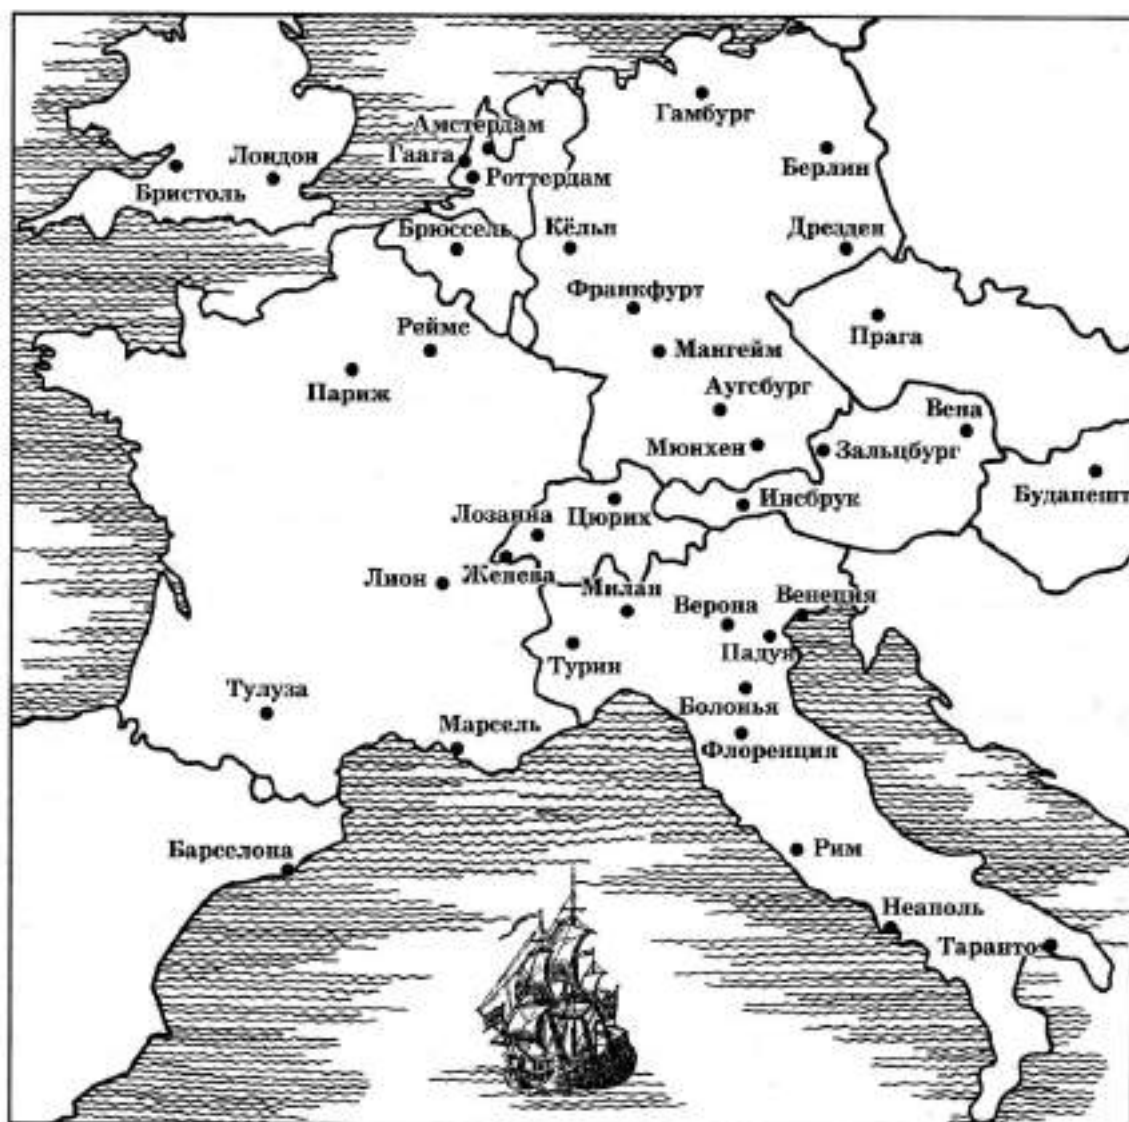 Гамбург
Амстердам
Гаага
Берлин
Лондон
Роттердам
Бристоль
Брюссель
Кёльн
Дрезден
Франкфурт
Реймс
Прага
Мангейм
Париж
Аугсбург
Вена
Мюнхен
Зальцбург
Инсбрук
Будапешт
Лозанна
Цюрих
Лион
Женева
Милан
Верона
Венеция
Турин
Падуя
Тулуза
Болонья
Марсель
Флоренция
Барселона
Рим
Неаполь
Таранто